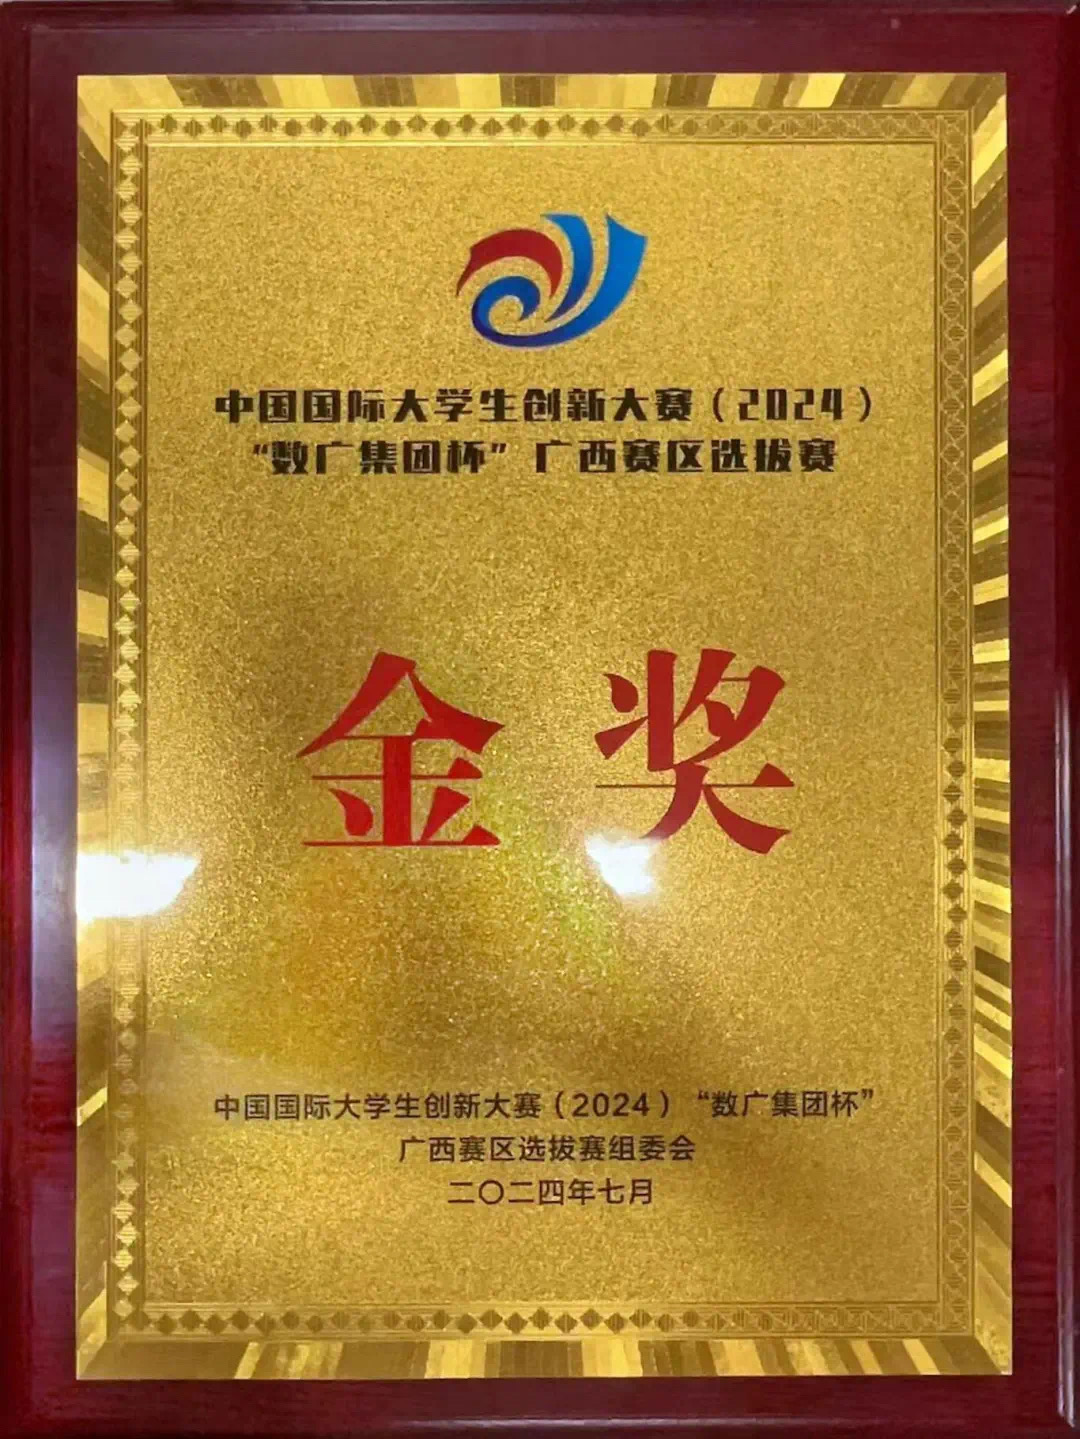 中国国际大学生创新大赛（2024）
“数广集团杯”广西赛区选拔赛
金奖
中国国际大学生创新大赛（2024）“数广集团杯”
广西赛区选拔赛组委会
二〇二四年七月